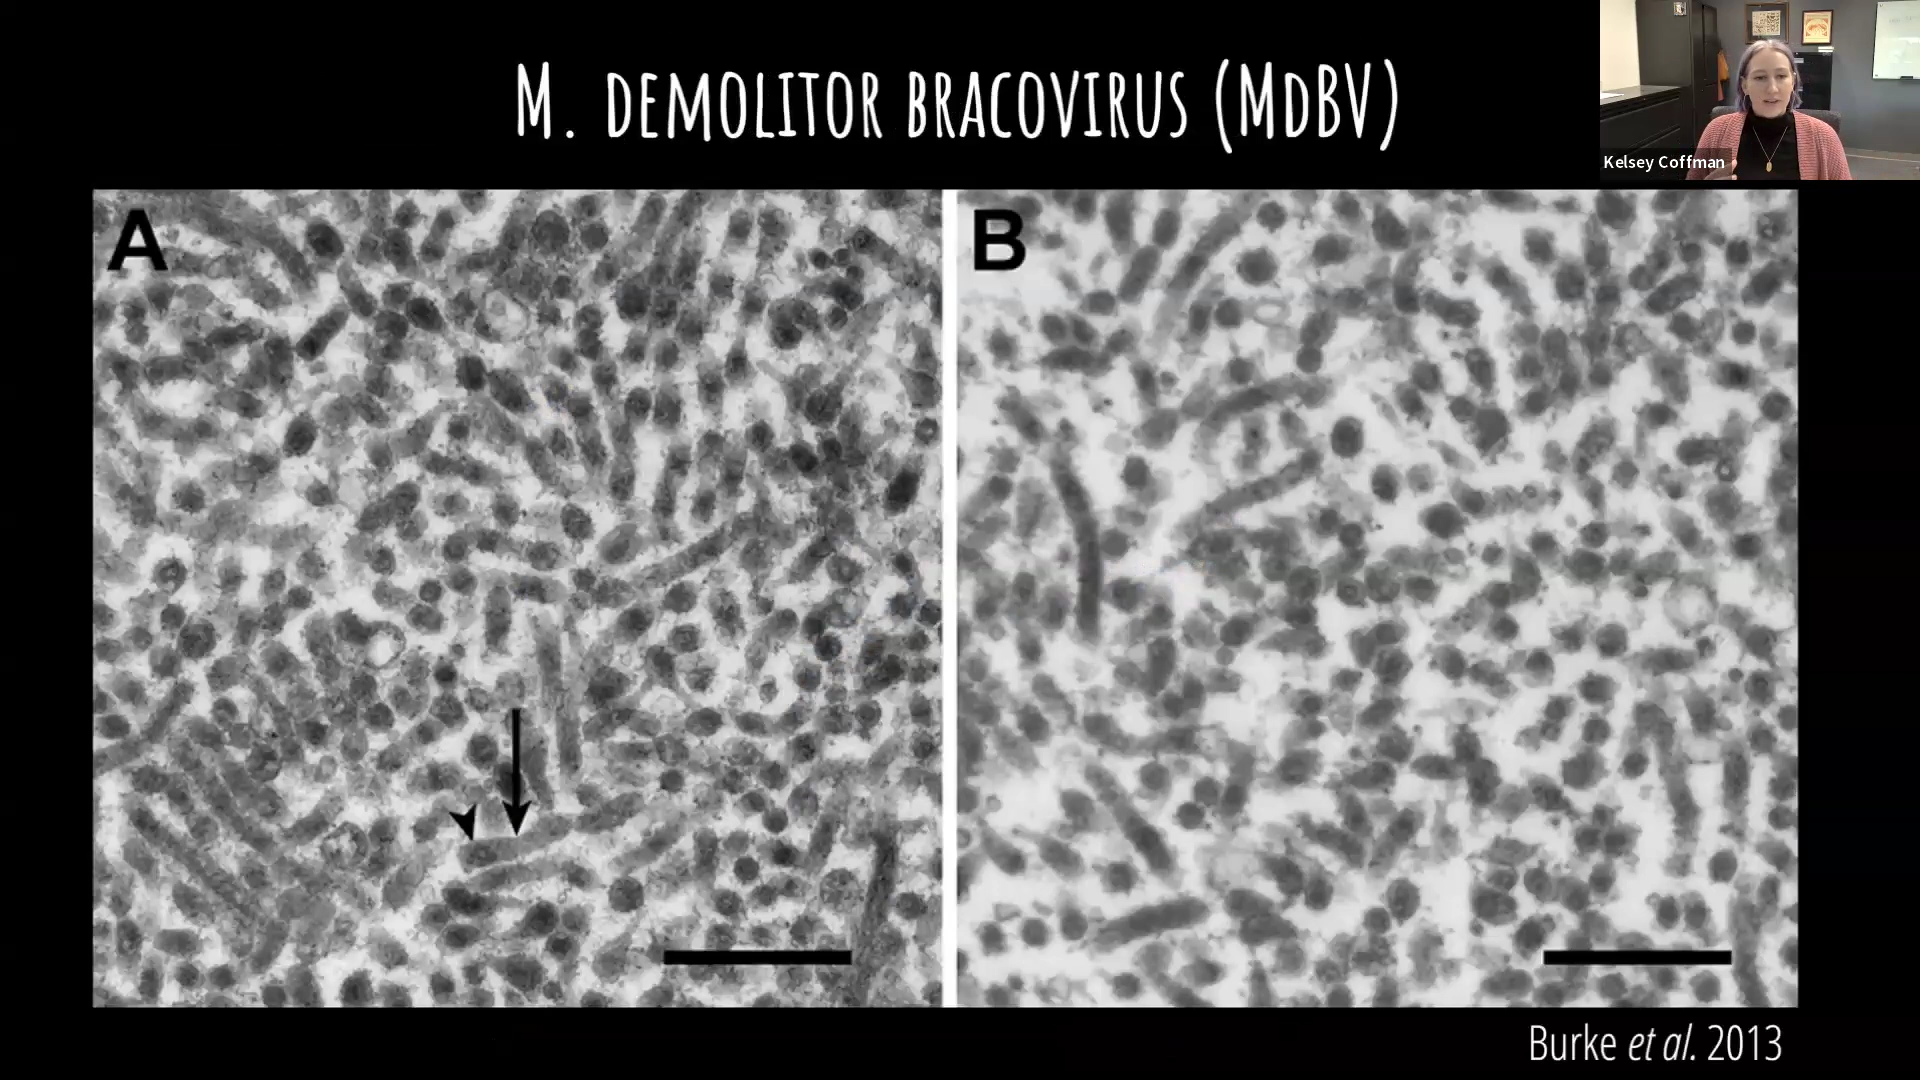 M. DEMOLITOR BRACOVIRUS (MDBV)
Kelsey Coffman
A
B
Burke et al. 2013